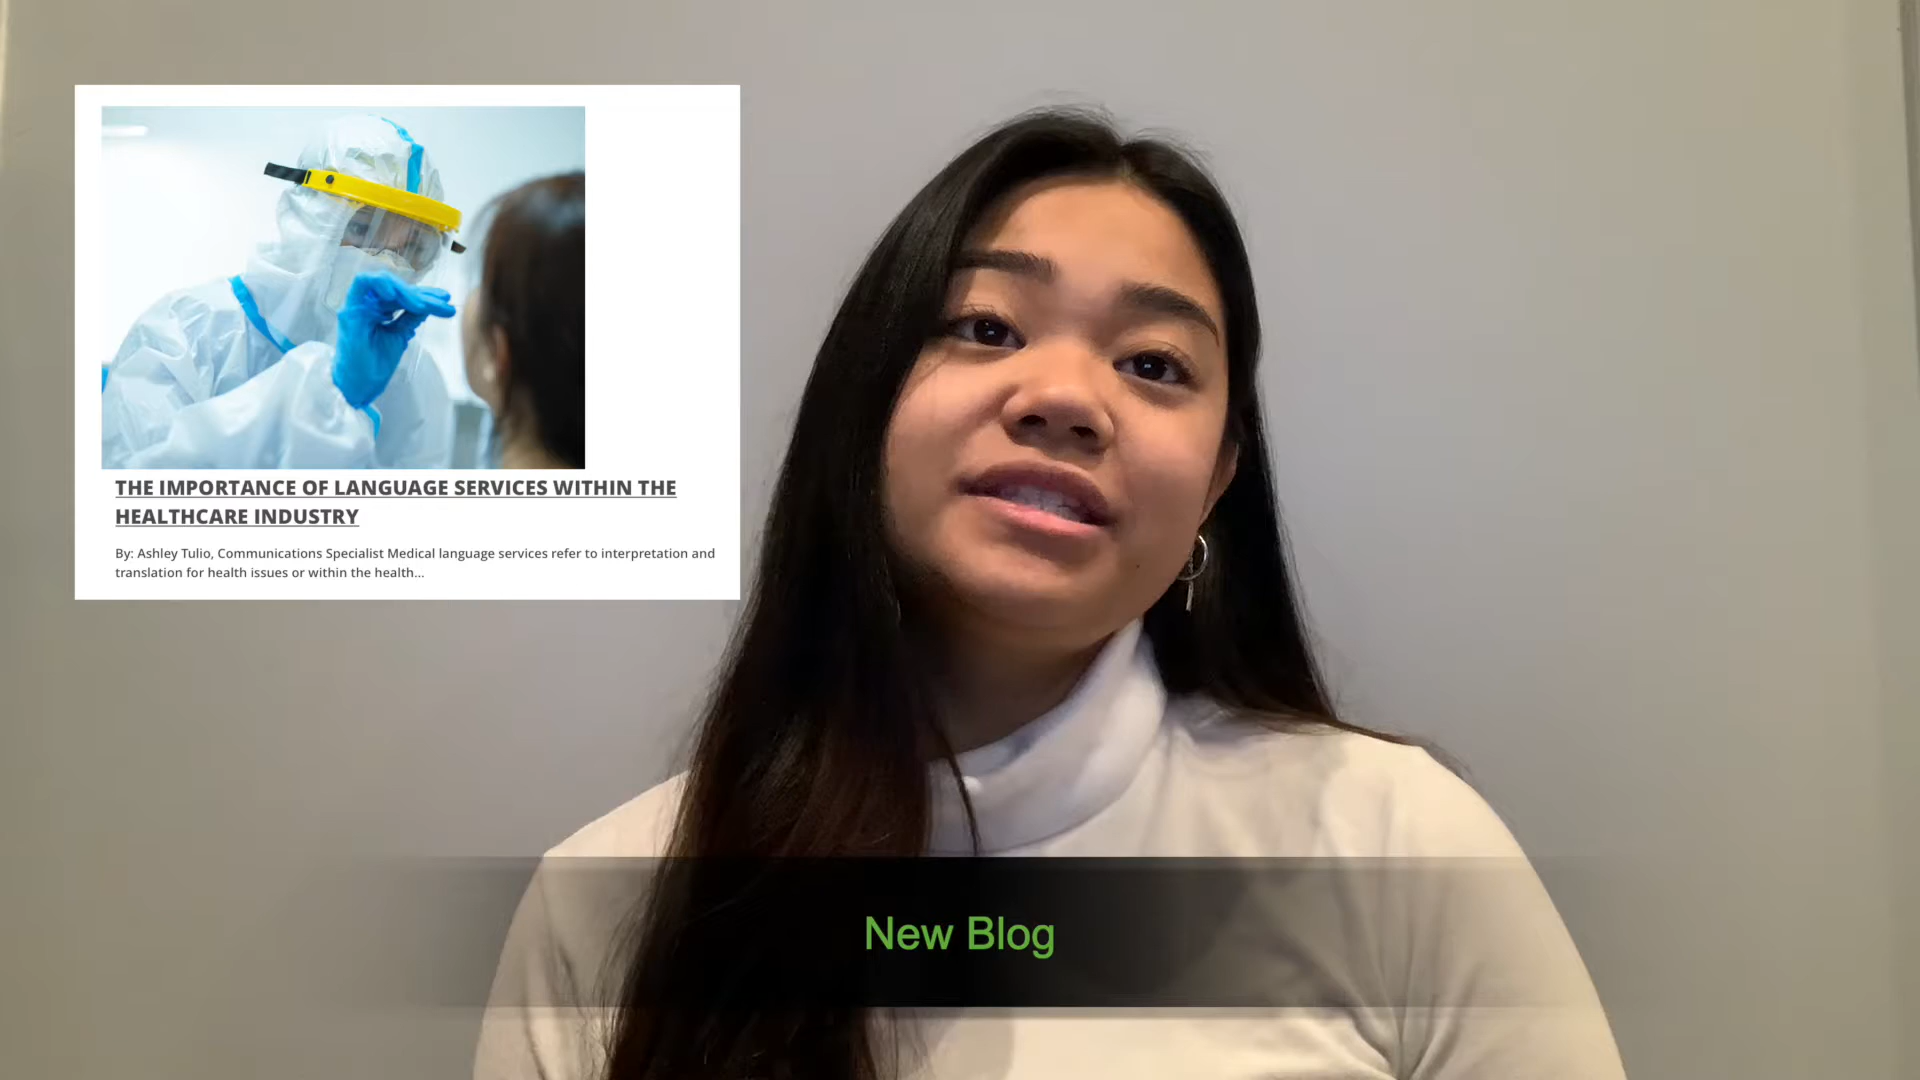 THE IMPORTANCE OF LANGUAGE SERVICES WITHIN THE
HEALTHCARE INDUSTRY
By: Ashley Tulio, Communications Specialist Medical language services refer to interpretation and
translation for health issues or within the health...
New Blog